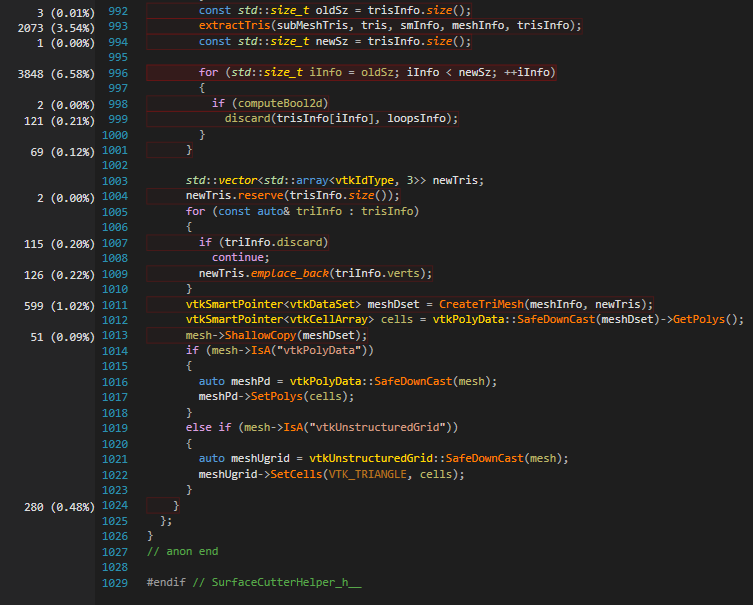 3 (0.01%) 992 const std::size_t oldSz = trisInfo.size();
2073 (3.54%) 993 extractTris(subMeshTris, tris, smInfo, meshInfo, trisInfo);
1 (0.00%) 994 const std::size_t newSz = trisInfo.size();
995
3848 (6.58%) 996 for (std::size_t iInfo = oldSz; iInfo < newSz; ++iInfo)
997 {
2 (0.00%) 998 if (computeBool2d)
121 (0.21%) 999 discard(trisInfo[iInfo], loopsInfo);
1000 }
69 (0.12%) 1001 }
1002
1003 std::vector<std::array<vtkIdType, 3>> newTris;
2 (0.00%) 1004 newTris.reserve(trisInfo.size());
1005 for (const auto& triInfo : trisInfo)
1006 {
115 (0.20%) 1007 if (triInfo.discard)
1008 continue;
126 (0.22%) 1009 newTris.emplace_back(triInfo.verts);
1010 }
599 (1.02%) 1011 vtkSmartPointer<vtkDataSet> meshDset = CreateTriMesh(meshInfo, newTris);
1012 vtkSmartPointer<vtkCellArray> cells = vtkPolyData::SafeDownCast(meshDset)->GetPolys();
51 (0.09%) 1013 mesh->ShallowCopy(meshDset);
1014 if (mesh->IsA("vtkPolyData"))
1015 {
1016 auto meshPd = vtkPolyData::SafeDownCast(mesh);
1017 meshPd->SetPolys(cells);
1018 }
1019 else if (mesh->IsA("vtkUnstructuredGrid"))
1020 {
1021 auto meshUgrid = vtkUnstructuredGrid::SafeDownCast(mesh);
1022 meshUgrid->SetCells(VTK_TRIANGLE, cells);
1023 }
280 (0.48%) 1024 }
1025 };
1026 }
1027 // anon end
1028
1029 #endif // SurfaceCutterHelper_h__